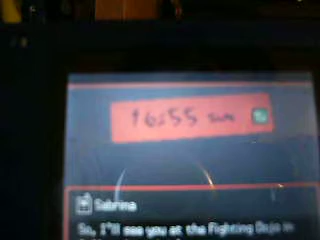 16:55 Sun
Sabrina
So, I'll see you at the Fighting Dojo in